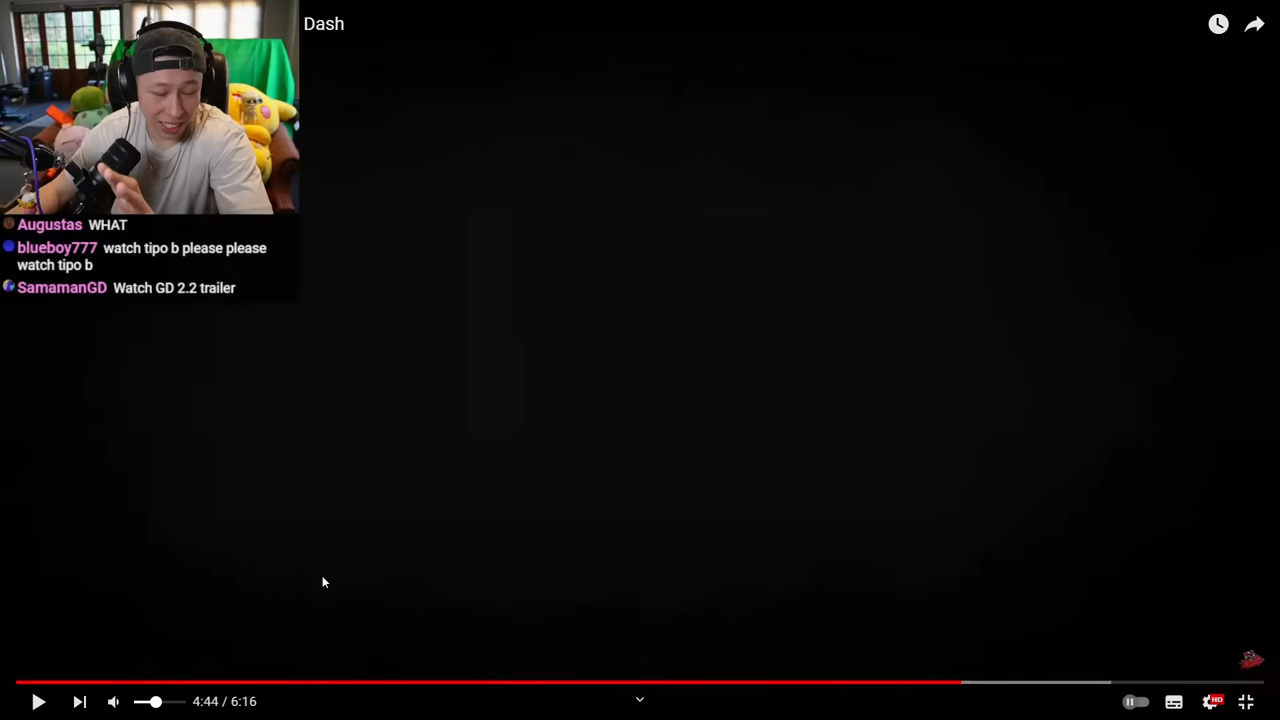 Dash
Augustas WHAT
blueboy777 watch tipo b please please
watch tipo b
SamamanGD Watch GD 2.2 trailer
4:44 / 6:16
HD